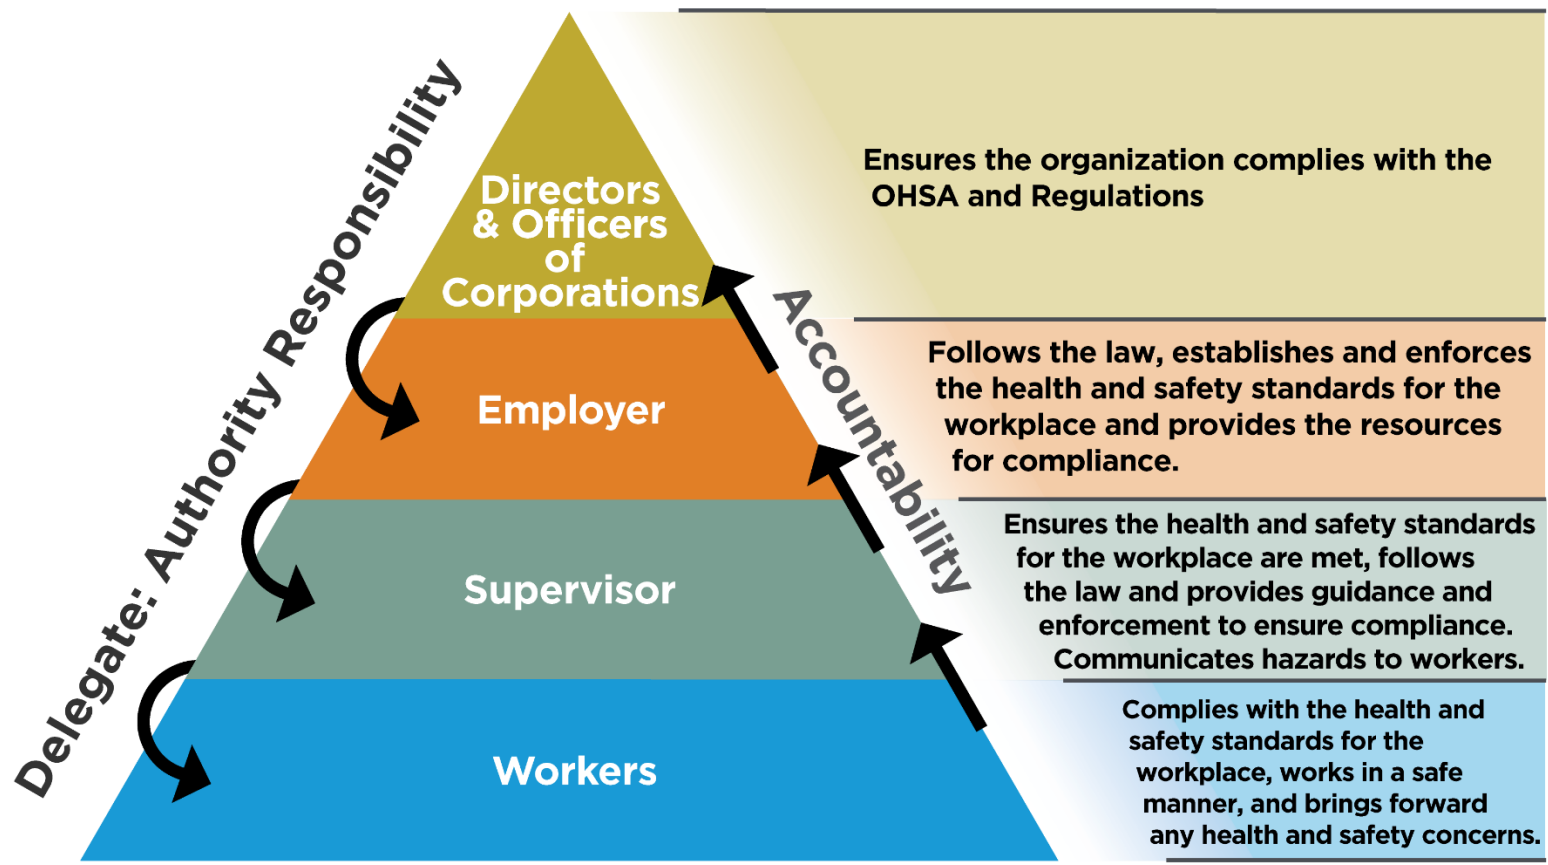 Delegate: Authority Responsibility
Accountability
Directors
& Officers
of
Corporations
Ensures the organization complies with the
OHSA and Regulations
Employer
Follows the law, establishes and enforces
the health and safety standards for the
workplace and provides the resources
for compliance.
Supervisor
Ensures the health and safety standards
for the workplace are met, follows
the law and provides guidance and
enforcement to ensure compliance.
Communicates hazards to workers.
Workers
Complies with the health and
safety standards for the
workplace, works in a safe
manner, and brings forward
any health and safety concerns.